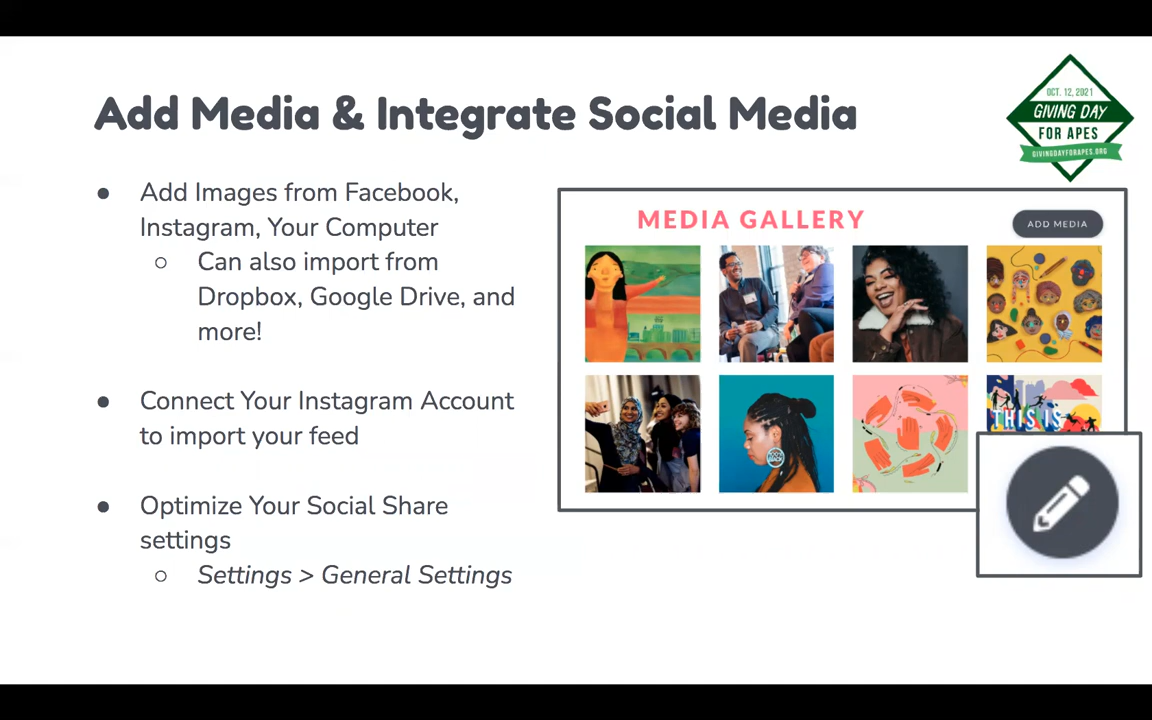 Add Media & Integrate Social Media
OCT. 12, 2021
GIVING DAY
FOR APES
GIVINGDAYFORAPES.ORG
● Add Images from Facebook,
Instagram, Your Computer
○ Can also import from
Dropbox, Google Drive, and
more!
● Connect Your Instagram Account
to import your feed
● Optimize Your Social Share
settings
○ Settings > General Settings
MEDIA GALLERY
ADD MEDIA
THIS IS